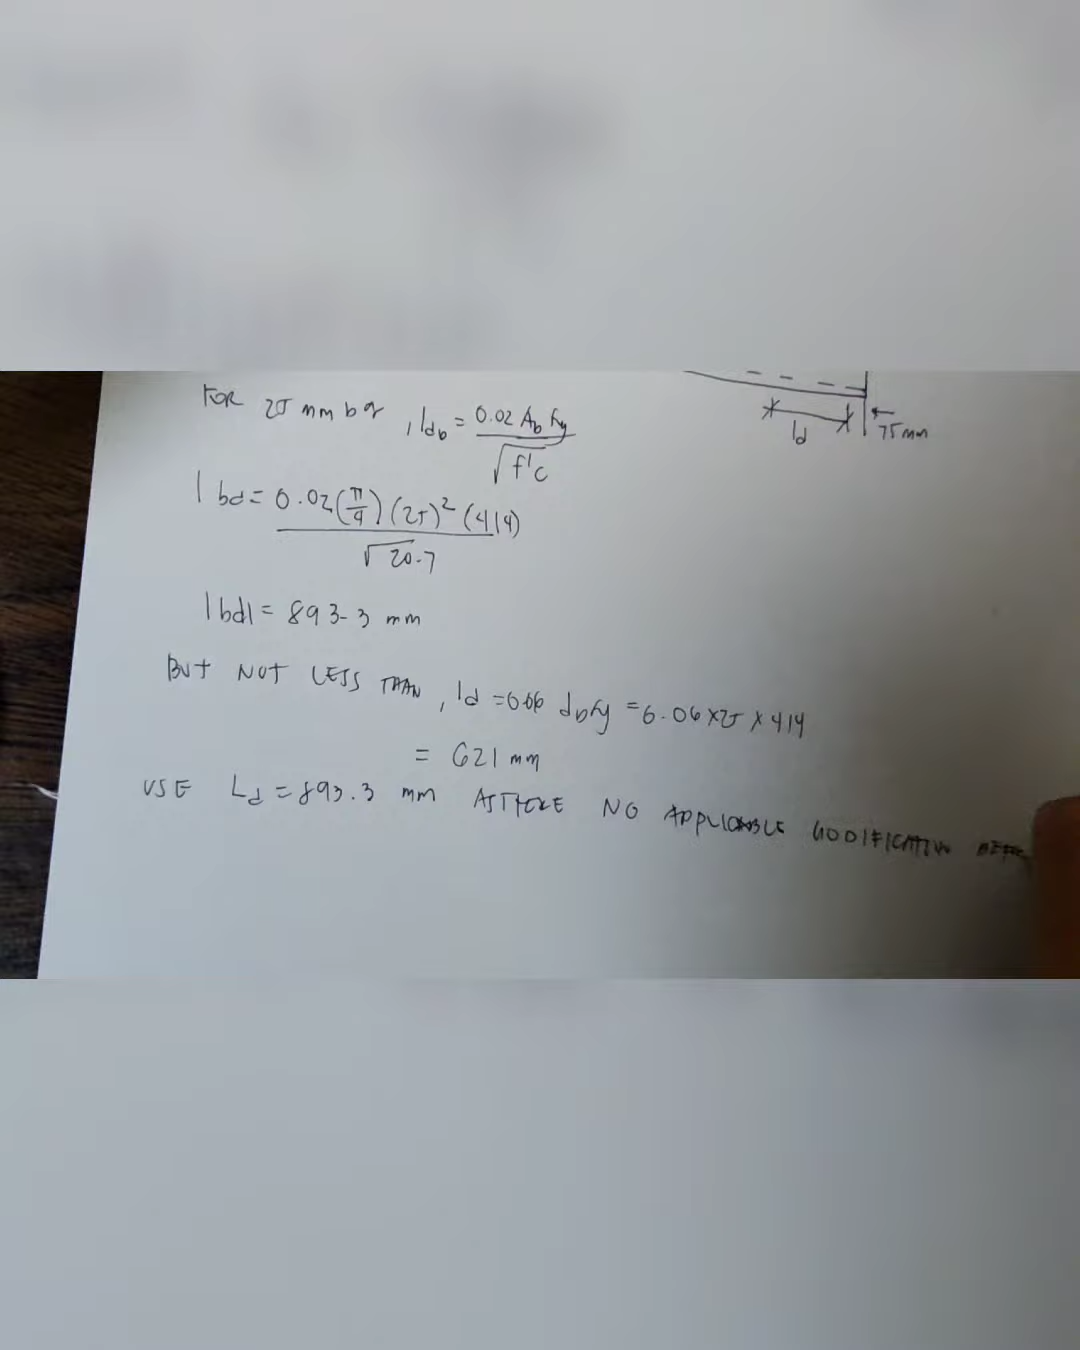 FOR 25 mm bar , ldb = 0.02 Ab fy / √f'c
ld
75mm
lbd = 0.02 (π/4) (25)² (414) / √20.7
lbdl = 893.3 mm
BUT NOT LESS THAN , ld = 0.06 db fy = 0.06 x 25 x 414
= 621 mm
USE Ld = 893.3 mm AS THERE NO APPLICABLE MODIFICATION